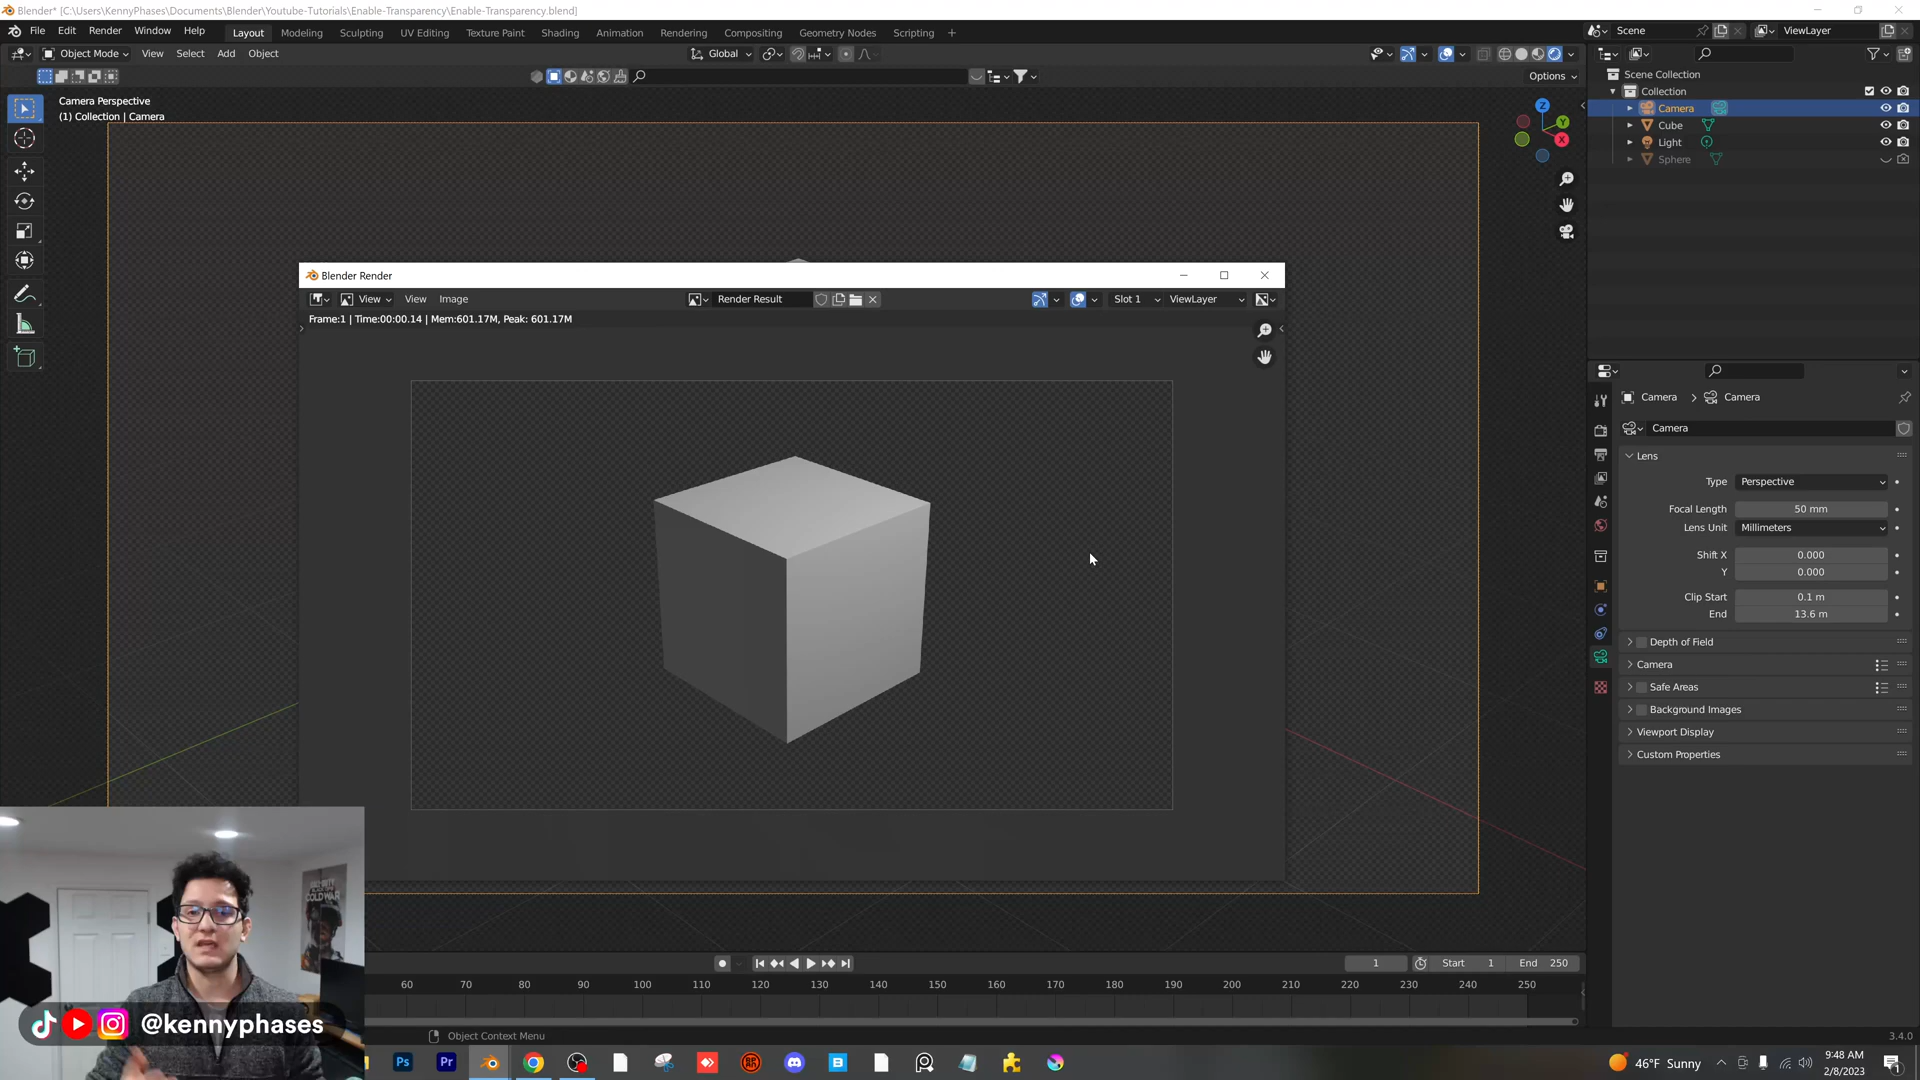 Blender* [C:\Users\KennyPhases\Documents\Blender\Youtube-Tutorials\Enable-Transparency\Enable-Transparency.blend]
File Edit Render Window Help Layout Modeling Sculpting UV Editing Texture Paint Shading Animation Rendering Compositing Geometry Nodes Scripting + Scene ViewLayer
Object Mode View Select Add Object Global
Options
Camera Perspective
(1) Collection | Camera
Z
Y
X
Scene Collection
Collection
Camera
Cube
Light
Sphere
Blender Render
View View Image Render Result Slot 1 ViewLayer
Frame:1 | Time:00:00.14 | Mem:601.17M, Peak: 601.17M
Camera > Camera
Camera
Lens
Type Perspective
Focal Length 50 mm
Lens Unit Millimeters
Shift X 0.000
Y 0.000
Clip Start 0.1 m
End 13.6 m
Depth of Field
Camera
Safe Areas
Background Images
Viewport Display
Custom Properties
COLD WAR
@kennyphases
1 Start 1 End 250
60 70 80 90 100 110 120 130 140 150 160 170 180 190 200 210 220 230 240 250
Object Context Menu
3.4.0
Ps Pr B
46°F Sunny
9:48 AM
2/8/2023
1